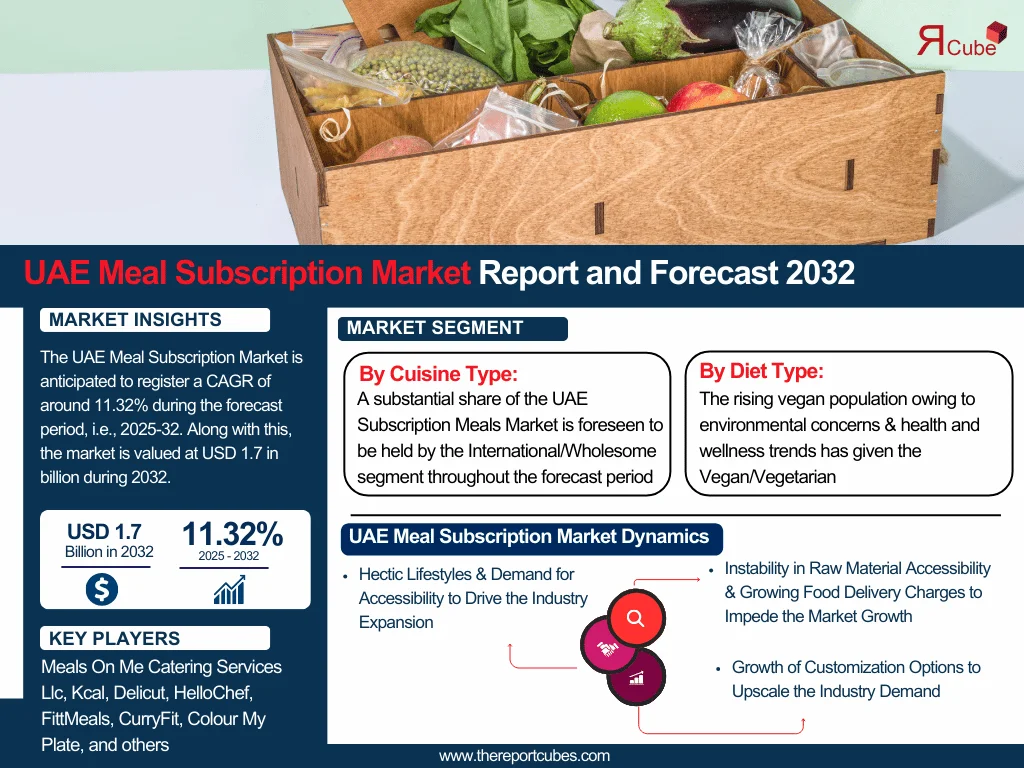 ЯCube
UAE Meal Subscription Market Report and Forecast 2032
MARKET INSIGHTS
The UAE Meal Subscription Market is
anticipated to register a CAGR of
around 11.32% during the forecast
period, i.e., 2025-32. Along with this,
the market is valued at USD 1.7 in
billion during 2032.
USD 1.7
Billion in 2032
11.32%
2025 - 2032
KEY PLAYERS
Meals On Me Catering Services
Llc, Kcal, Delicut, HelloChef,
FittMeals, CurryFit, Colour My
Plate, and others
MARKET SEGMENT
By Cuisine Type:
A substantial share of the UAE
Subscription Meals Market is foreseen to
be held by the International/Wholesome
segment throughout the forecast period
By Diet Type:
The rising vegan population owing to
environmental concerns & health and
wellness trends has given the
Vegan/Vegetarian
UAE Meal Subscription Market Dynamics
• Hectic Lifestyles & Demand for
Accessibility to Drive the Industry
Expansion
• Instability in Raw Material Accessibility
& Growing Food Delivery Charges to
Impede the Market Growth
• Growth of Customization Options to
Upscale the Industry Demand
www.thereportcubes.com